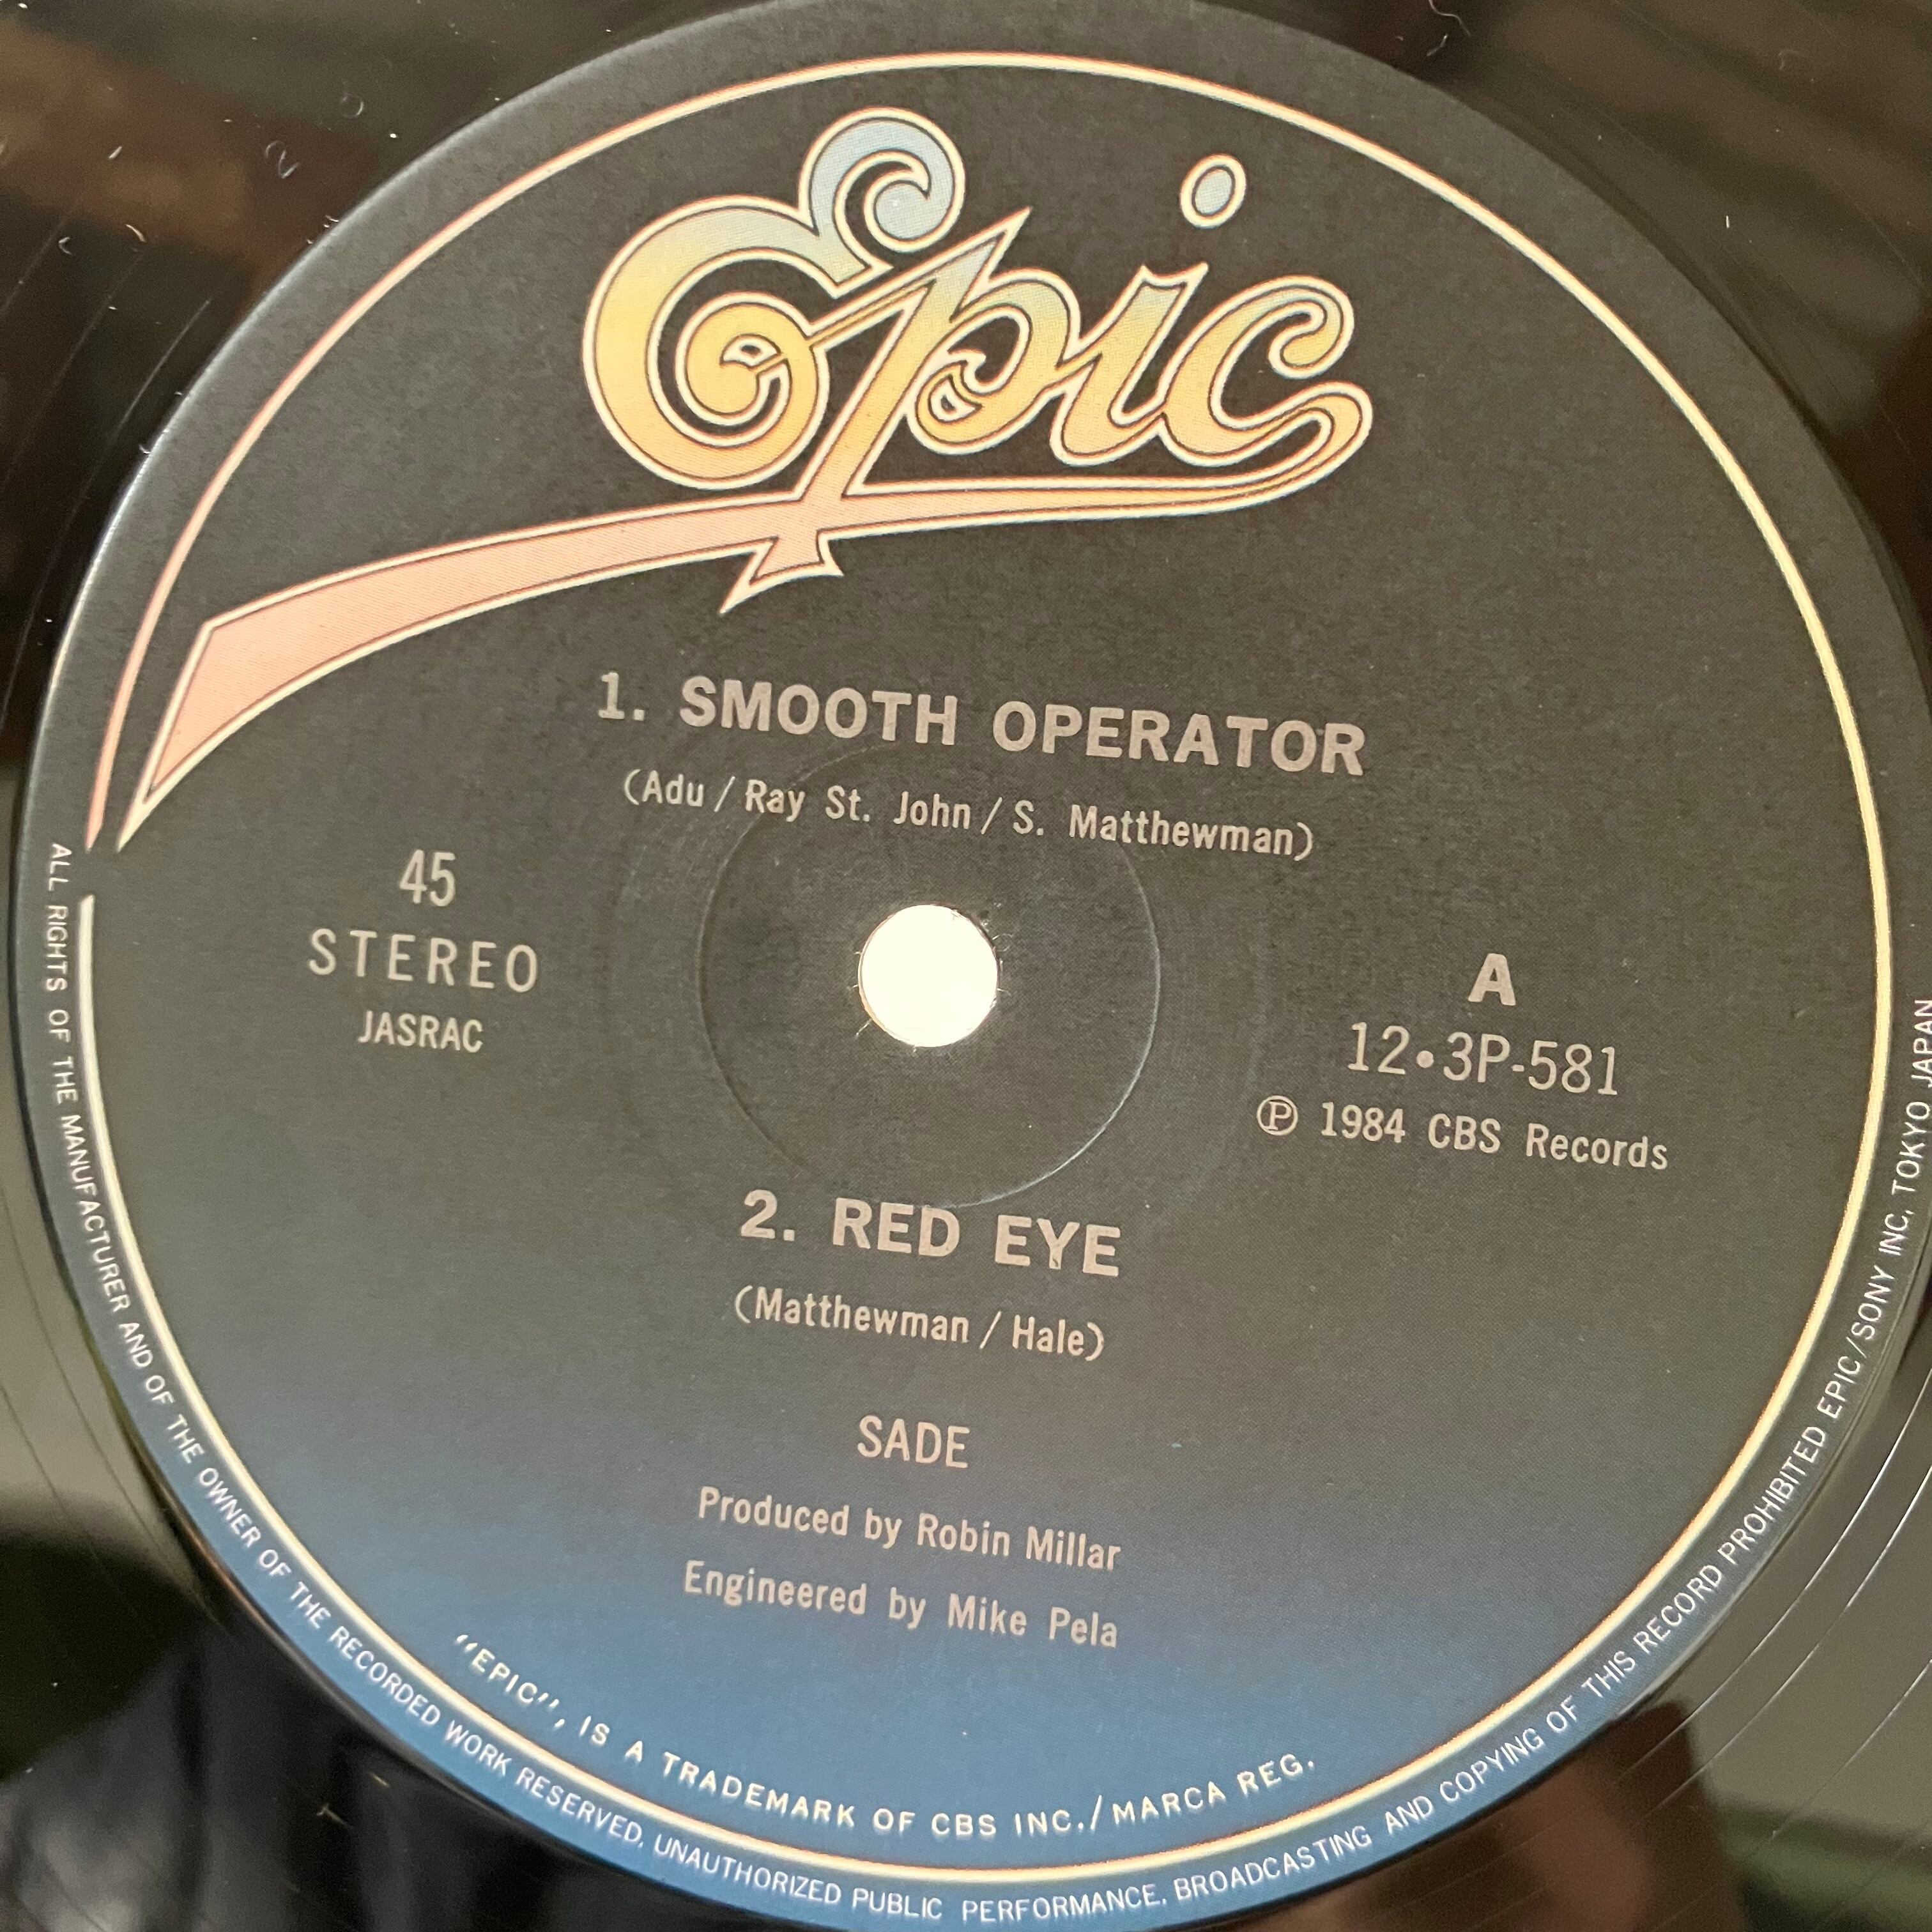 Epic
1. SMOOTH OPERATOR
(Adu / Ray St. John / S. Matthewman)
45
STEREO
JASRAC
A
12•3P-581
Ⓟ 1984 CBS Records
2. RED EYE
(Matthewman / Hale)
SADE
Produced by Robin Millar
Engineered by Mike Pela
"EPIC", IS A TRADEMARK OF CBS INC./MARCA REG.
ALL RIGHTS OF THE MANUFACTURER AND OF THE OWNER OF THE RECORDED WORK RESERVED, UNAUTHORIZED PUBLIC PERFORMANCE, BROADCASTING AND COPYING OF THIS RECORD PROHIBITED EPIC/SONY INC, TOKYO JAPAN